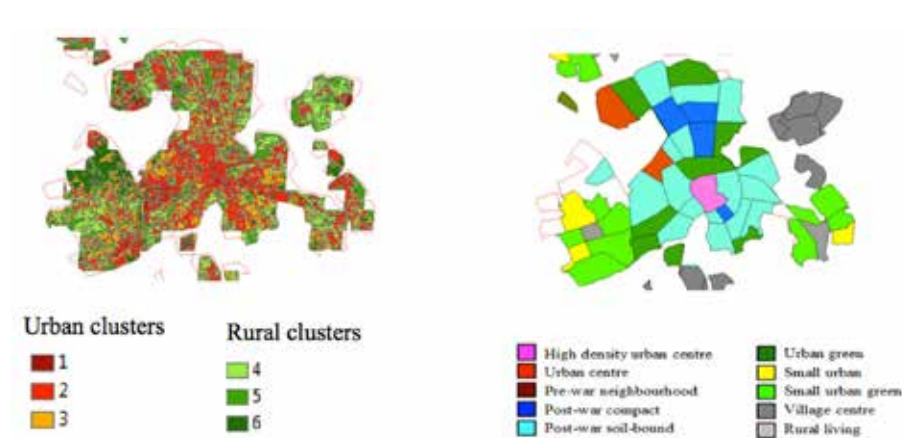 Urban clusters
1
2
3
Rural clusters
4
5
6
High density urban centre
Urban centre
Pre-war neighbourhood
Post-war compact
Post-war soil-bound
Urban green
Small urban
Small urban green
Village centre
Rural living